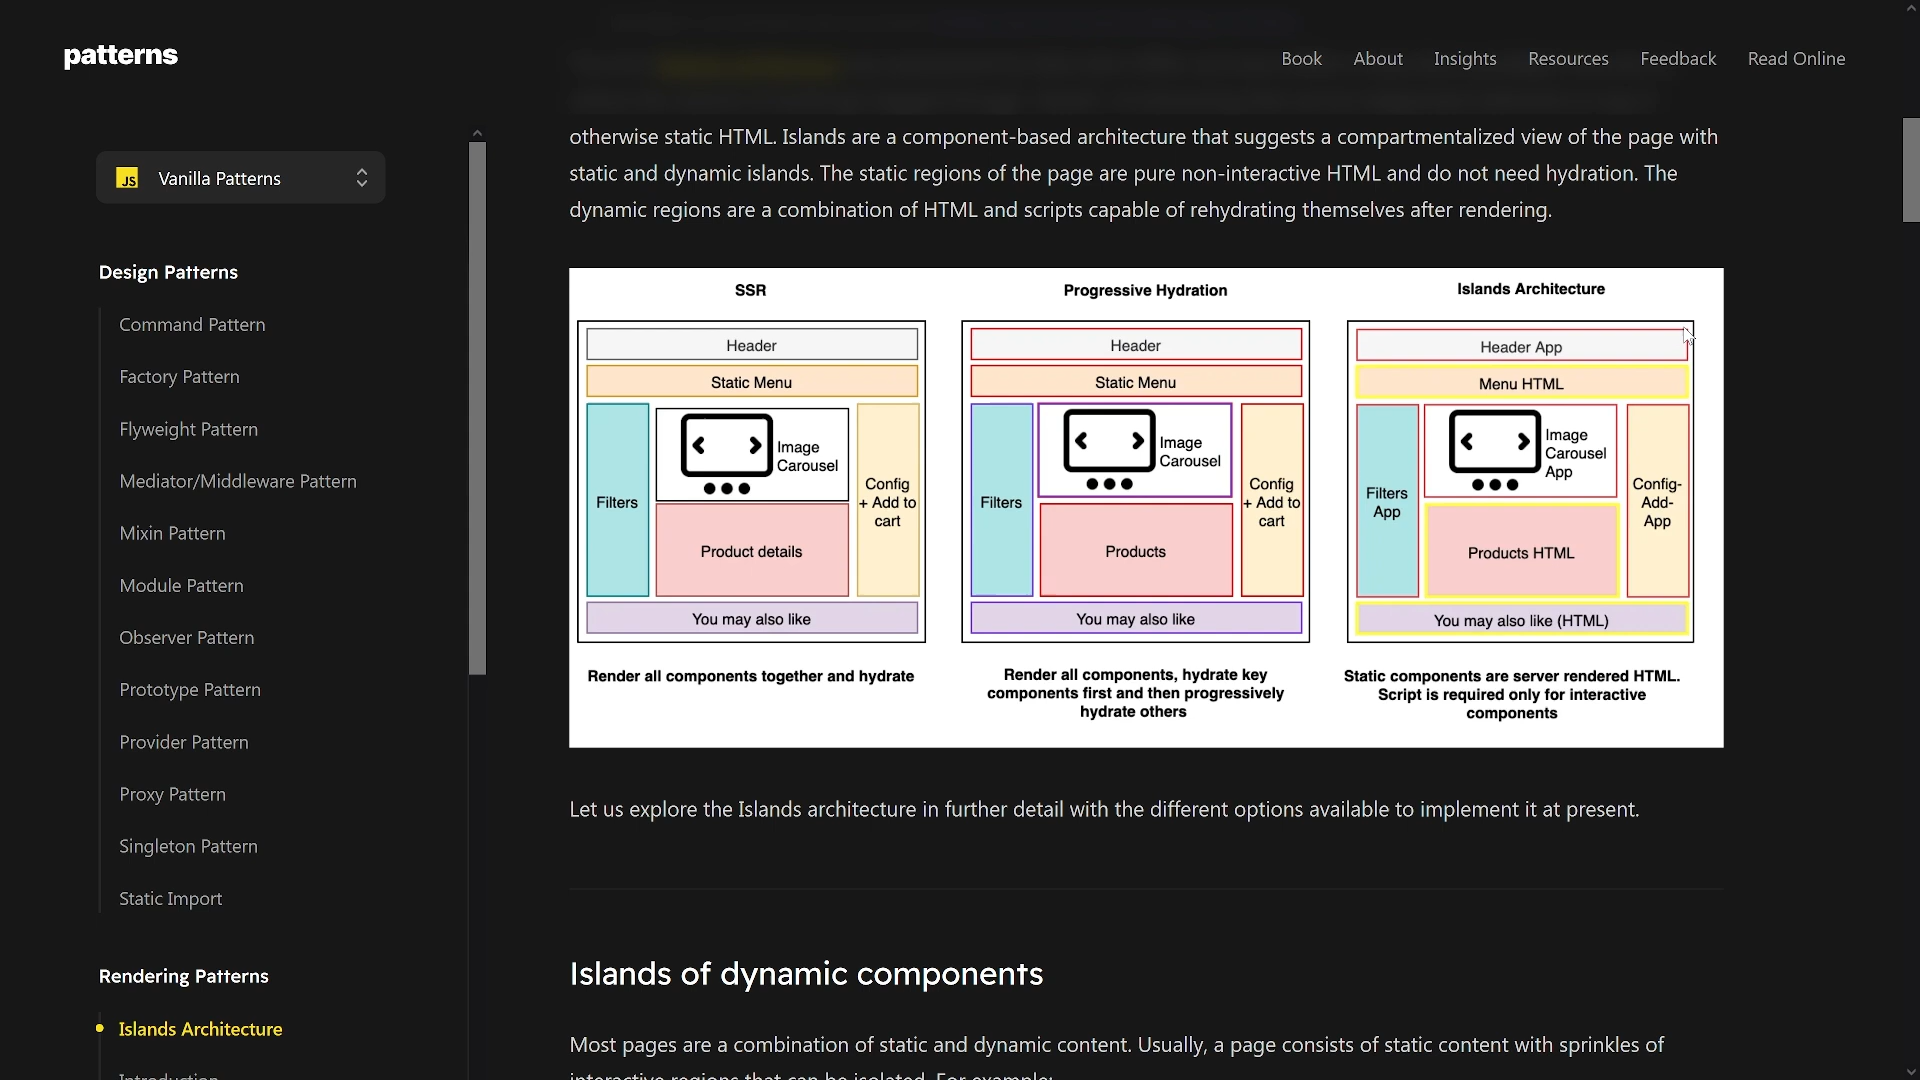 patterns
Book
About
Insights
Resources
Feedback
Read Online
JS
Vanilla Patterns
Design Patterns
Command Pattern
Factory Pattern
Flyweight Pattern
Mediator/Middleware Pattern
Mixin Pattern
Module Pattern
Observer Pattern
Prototype Pattern
Provider Pattern
Proxy Pattern
Singleton Pattern
Static Import
Rendering Patterns
Islands Architecture
Introduction
otherwise static HTML. Islands are a component-based architecture that suggests a compartmentalized view of the page with
static and dynamic islands. The static regions of the page are pure non-interactive HTML and do not need hydration. The
dynamic regions are a combination of HTML and scripts capable of rehydrating themselves after rendering.
SSR
Header
Static Menu
Filters
Image
Carousel
Product details
Config
+ Add to
cart
You may also like
Render all components together and hydrate
Progressive Hydration
Header
Static Menu
Filters
Image
Carousel
Products
Config
+ Add to
cart
You may also like
Render all components, hydrate key
components first and then progressively
hydrate others
Islands Architecture
Header App
Menu HTML
Filters
App
Image
Carousel
App
Products HTML
Config-
Add-
App
You may also like (HTML)
Static components are server rendered HTML.
Script is required only for interactive
components
Let us explore the Islands architecture in further detail with the different options available to implement it at present.
Islands of dynamic components
Most pages are a combination of static and dynamic content. Usually, a page consists of static content with sprinkles of
interactive regions that can be isolated. For example: